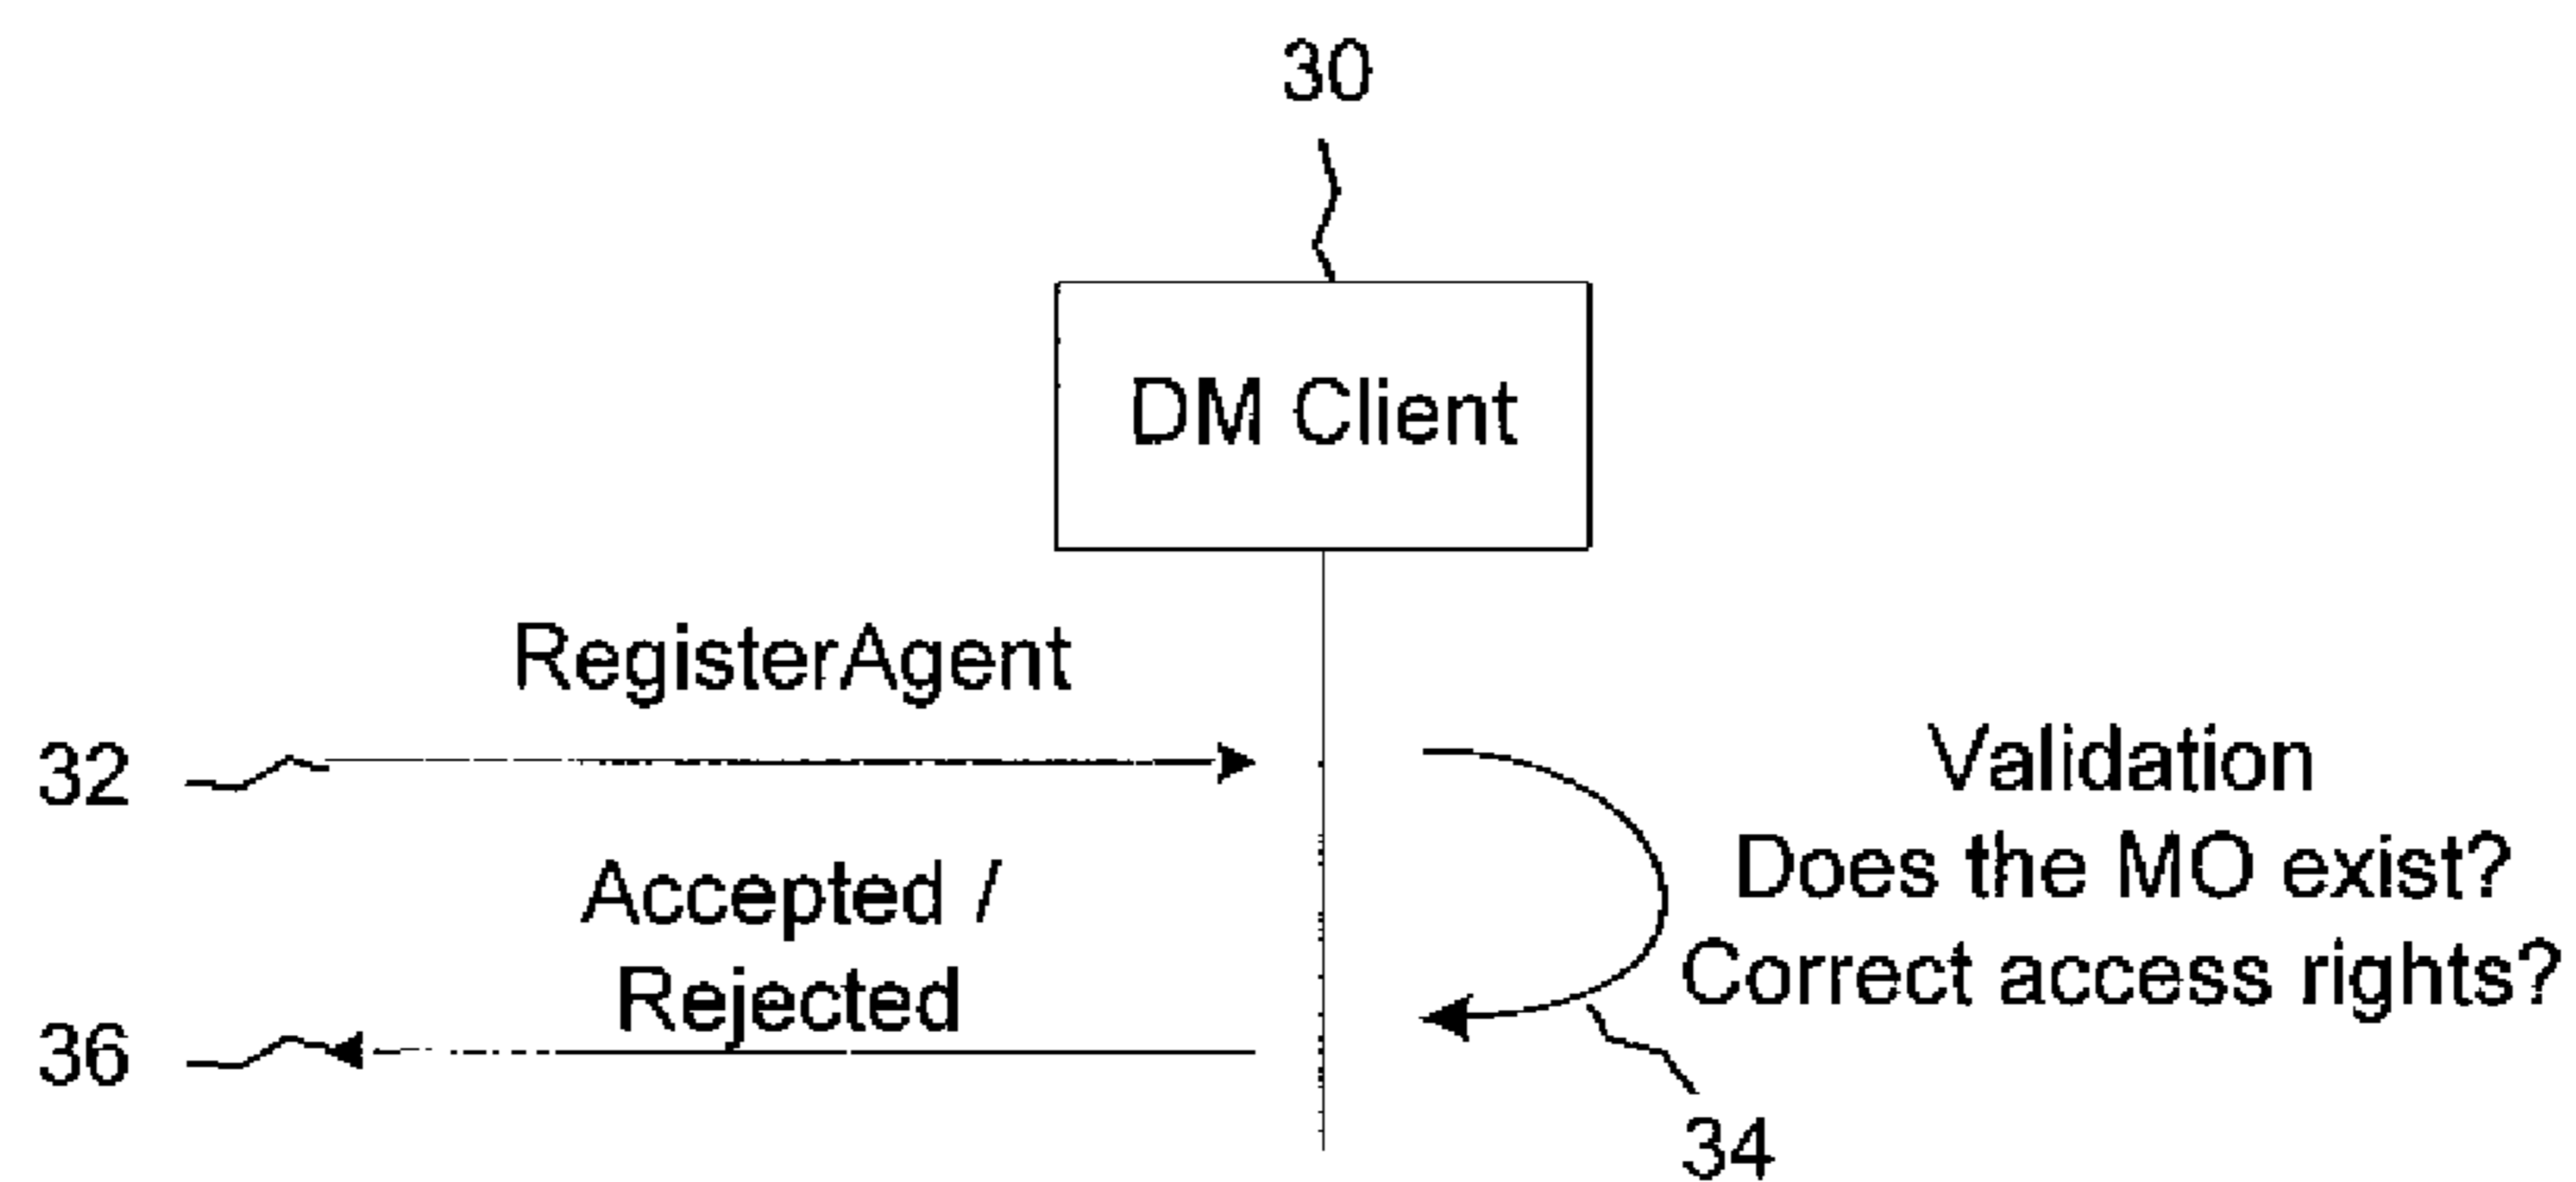 30
DM Client
RegisterAgent
32
Validation
Does the MO exist?
Correct access rights?
Accepted /
Rejected
36
34